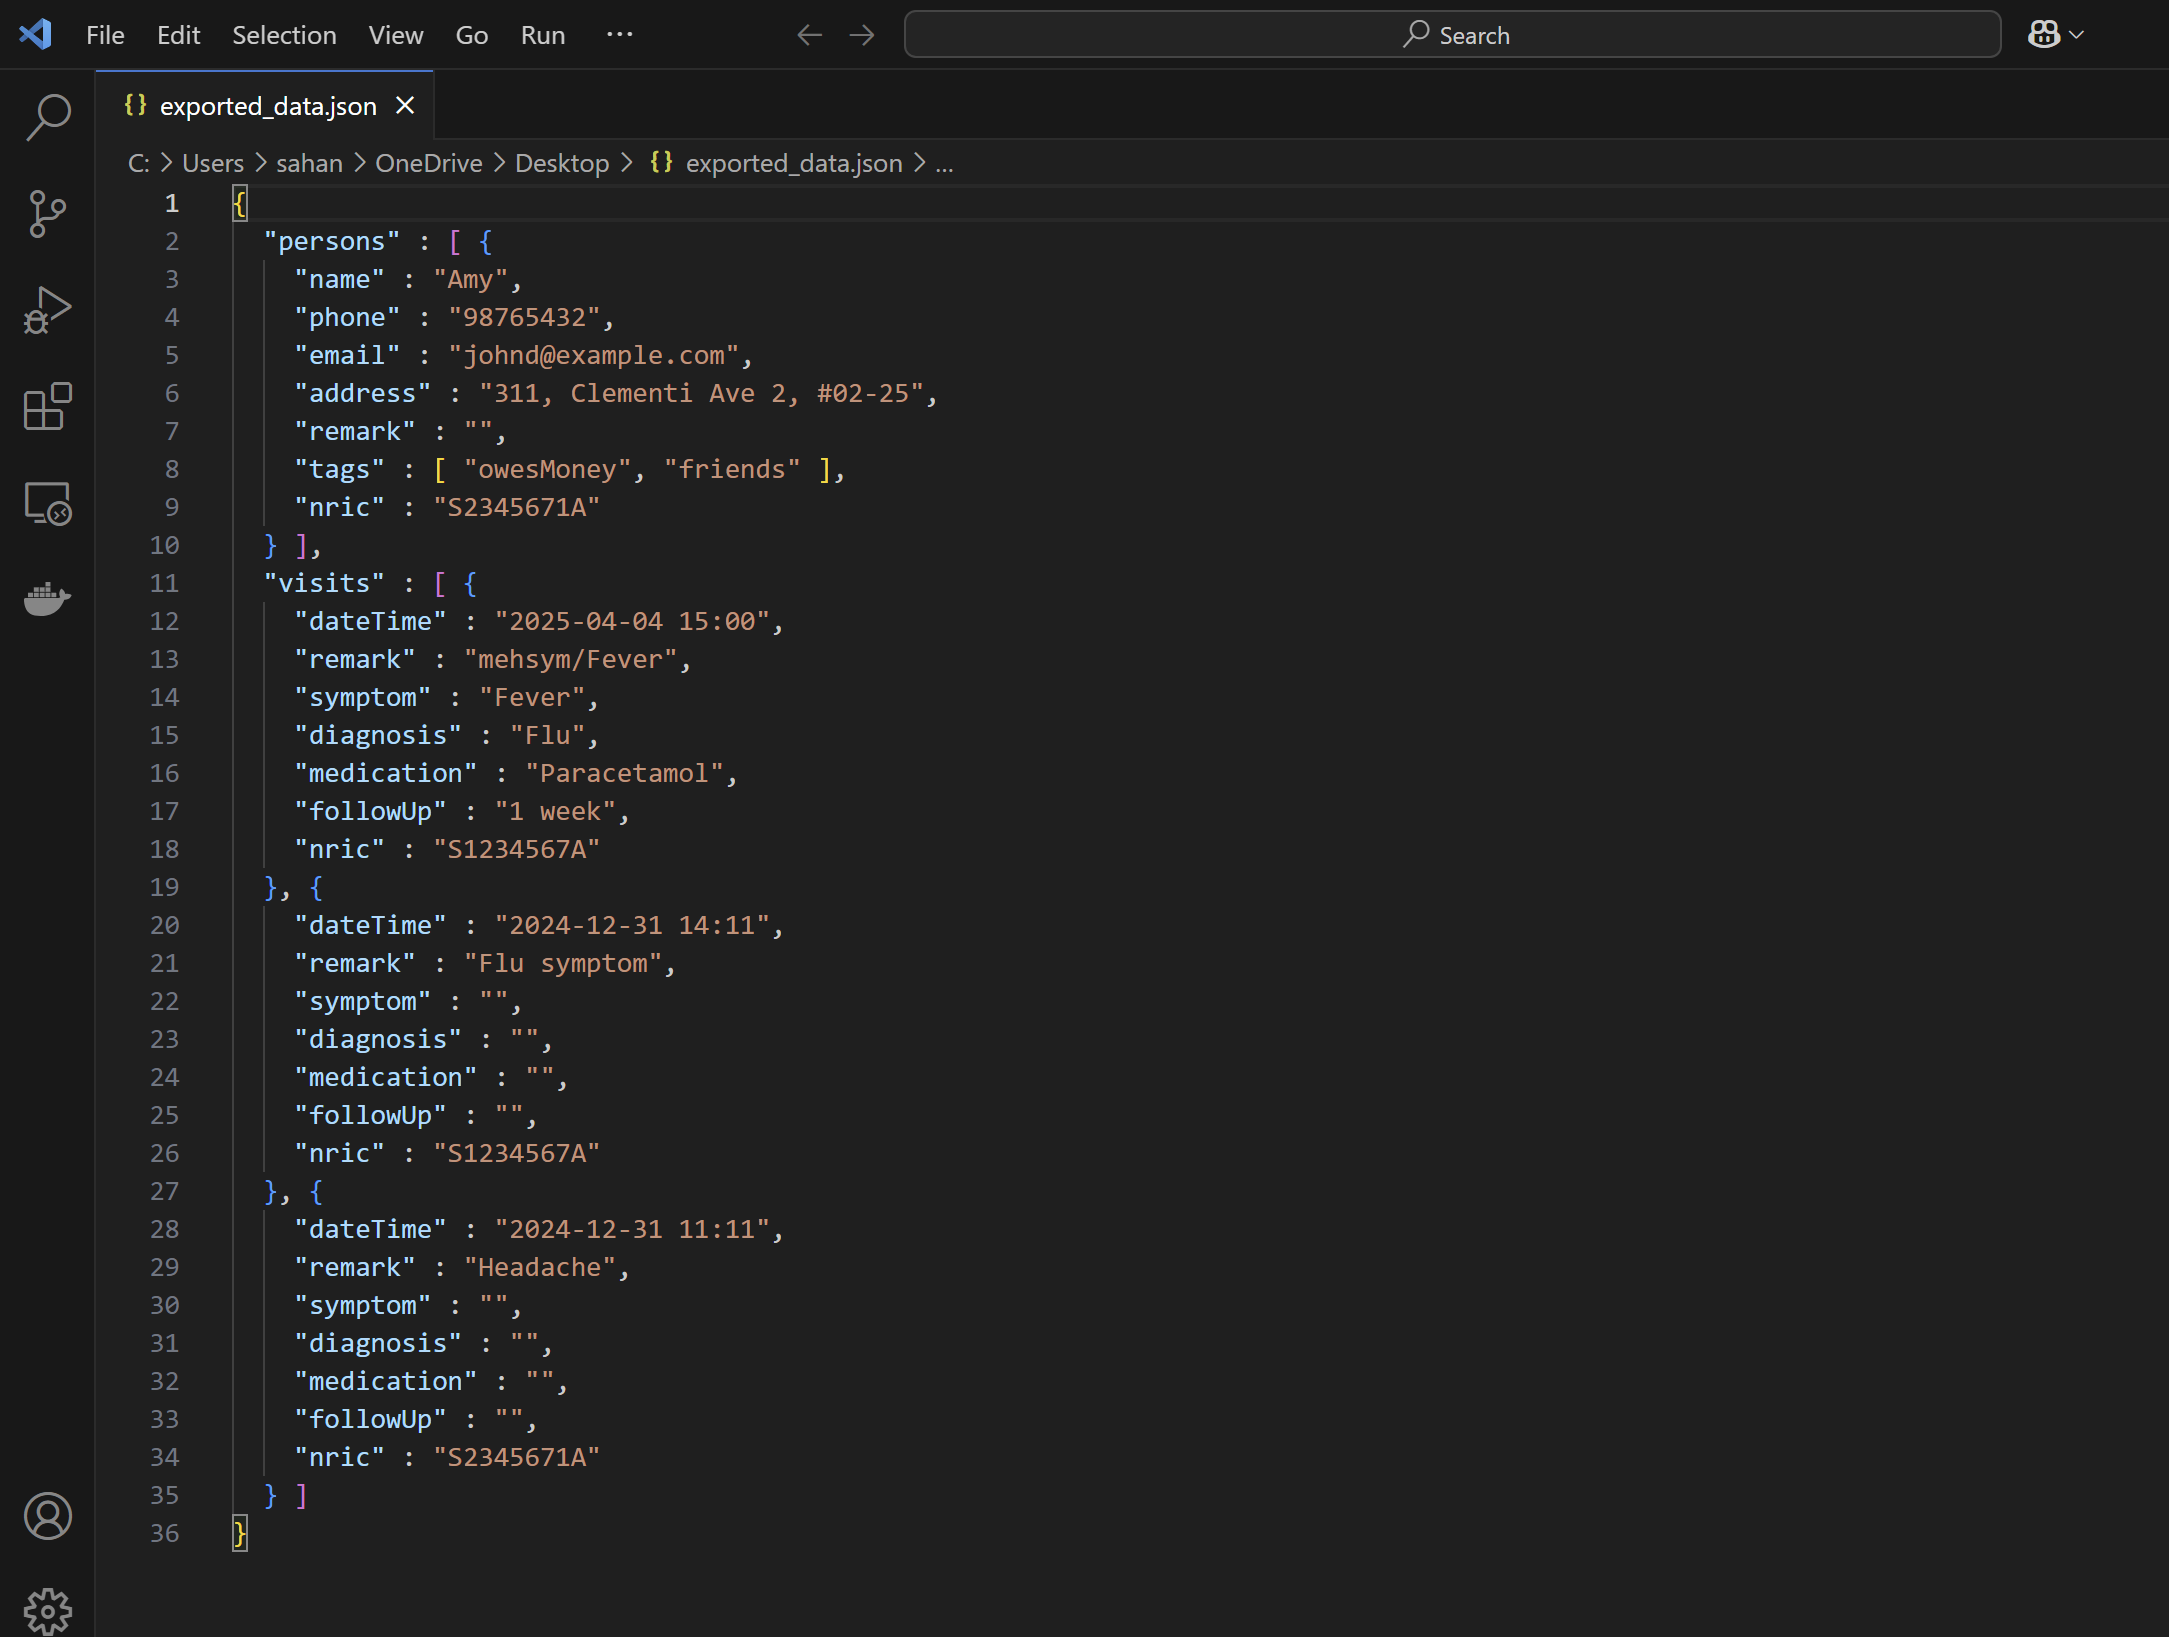 File Edit Selection View Go Run ··· Search
exported_data.json
C: > Users > sahan > OneDrive > Desktop > {} exported_data.json > ...
1 {
2 "persons" : [ {
3 "name" : "Amy",
4 "phone" : "98765432",
5 "email" : "johnd@example.com",
6 "address" : "311, Clementi Ave 2, #02-25",
7 "remark" : "",
8 "tags" : [ "owesMoney", "friends" ],
9 "nric" : "S2345671A"
10 } ],
11 "visits" : [ {
12 "dateTime" : "2025-04-04 15:00",
13 "remark" : "mehsym/Fever",
14 "symptom" : "Fever",
15 "diagnosis" : "Flu",
16 "medication" : "Paracetamol",
17 "followUp" : "1 week",
18 "nric" : "S1234567A"
19 }, {
20 "dateTime" : "2024-12-31 14:11",
21 "remark" : "Flu symptom",
22 "symptom" : "",
23 "diagnosis" : "",
24 "medication" : "",
25 "followUp" : "",
26 "nric" : "S1234567A"
27 }, {
28 "dateTime" : "2024-12-31 11:11",
29 "remark" : "Headache",
30 "symptom" : "",
31 "diagnosis" : "",
32 "medication" : "",
33 "followUp" : "",
34 "nric" : "S2345671A"
35 } ]
36 }